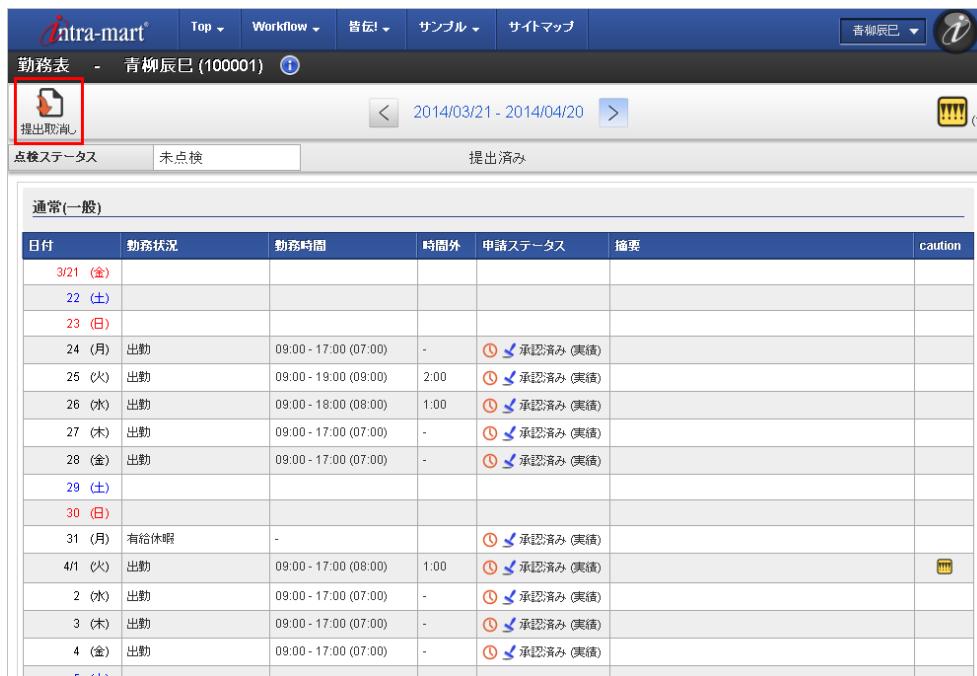 intra-mart® Top Workflow 皆伝! サンプル サイトマップ 青柳辰巳
勤務表 - 青柳辰巳 (100001)
提出取消し
2014/03/21 - 2014/04/20
点検ステータス 未点検 提出済み
通常(一般)
日付 勤務状況 勤務時間 時間外 申請ステータス 摘要 caution
3/21 (金)
22 (土)
23 (日)
24 (月) 出勤 09:00 - 17:00 (07:00) - 承認済み (実績)
25 (火) 出勤 09:00 - 19:00 (09:00) 2:00 承認済み (実績)
26 (水) 出勤 09:00 - 18:00 (08:00) 1:00 承認済み (実績)
27 (木) 出勤 09:00 - 17:00 (07:00) - 承認済み (実績)
28 (金) 出勤 09:00 - 17:00 (07:00) - 承認済み (実績)
29 (土)
30 (日)
31 (月) 有給休暇 - 承認済み (実績)
4/1 (火) 出勤 09:00 - 17:00 (08:00) 1:00 承認済み (実績)
2 (水) 出勤 09:00 - 17:00 (07:00) - 承認済み (実績)
3 (木) 出勤 09:00 - 17:00 (07:00) - 承認済み (実績)
4 (金) 出勤 09:00 - 17:00 (07:00) - 承認済み (実績)